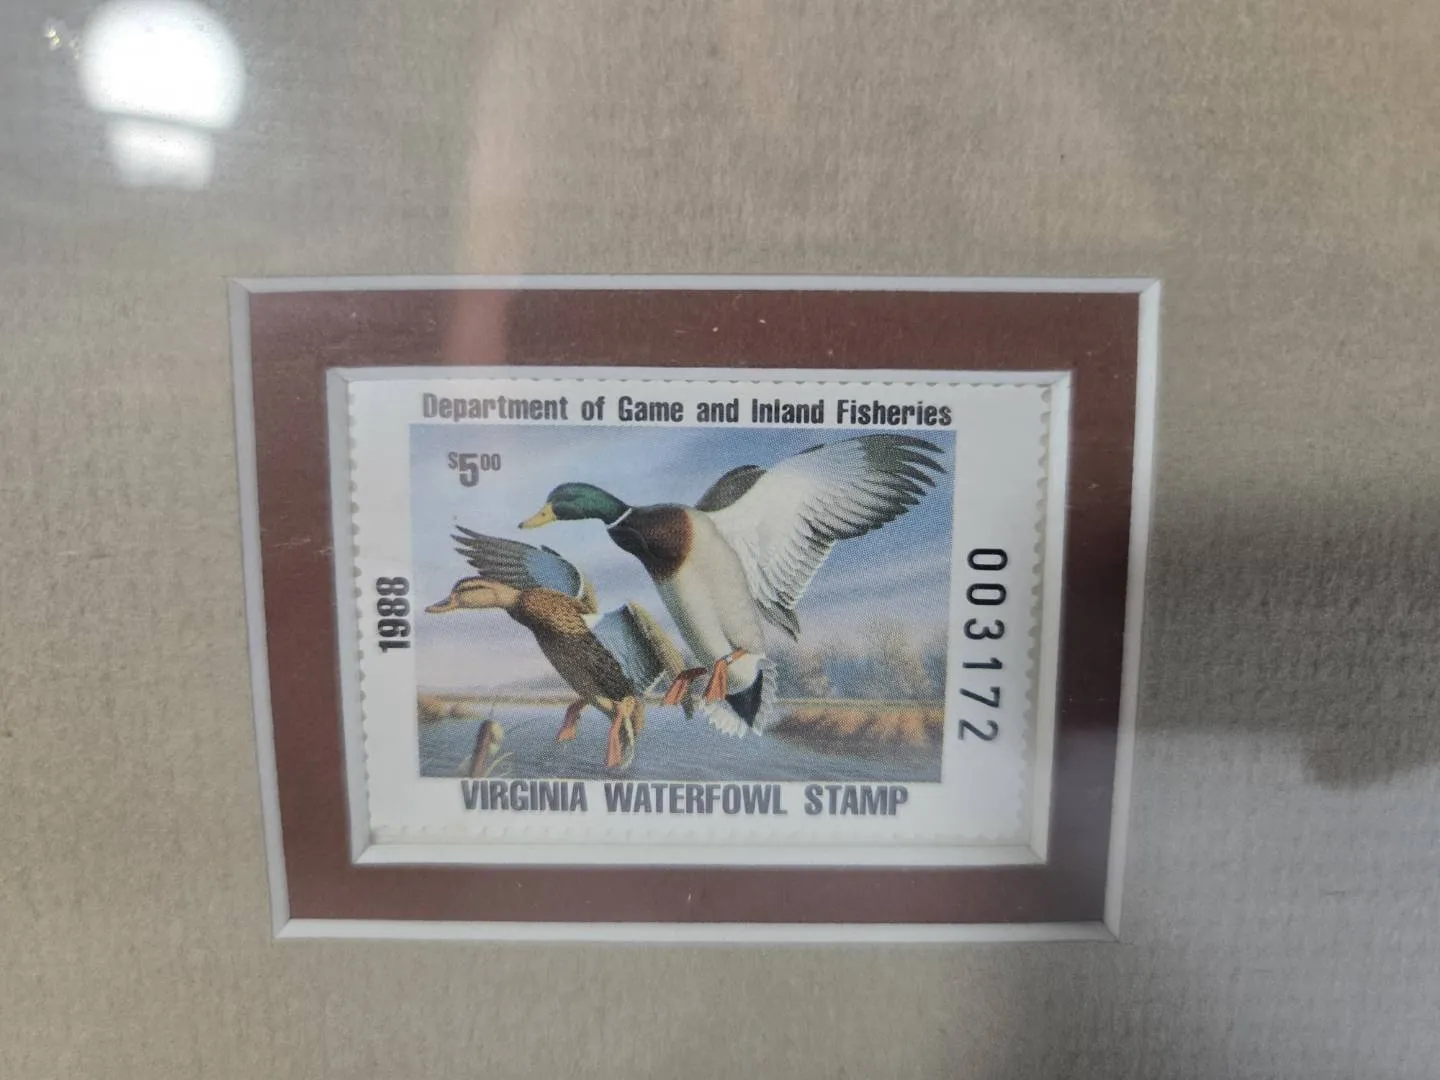 Department of Game and Inland Fisheries
$5.00
1988
003172
VIRGINIA WATERFOWL STAMP